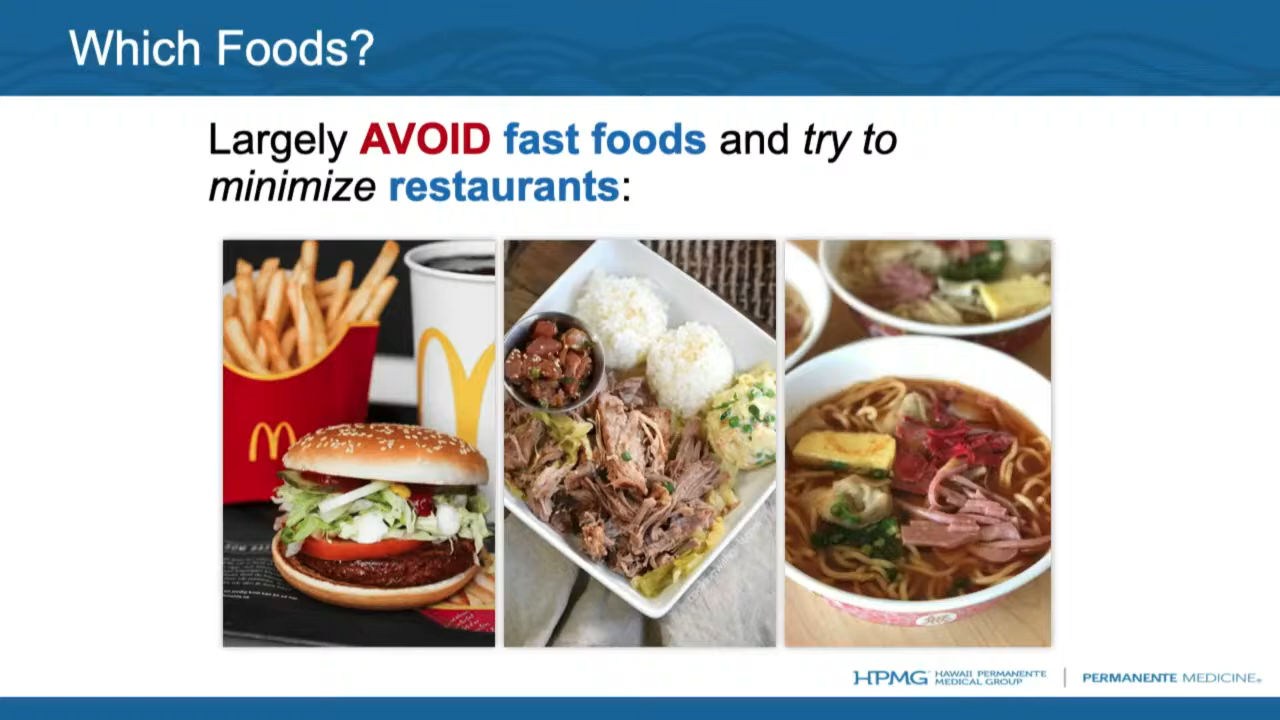 Which Foods?
Largely AVOID fast foods and try to
minimize restaurants:
HPMG HAWAII PERMANENTE
MEDICAL GROUP
PERMANENTE MEDICINE®